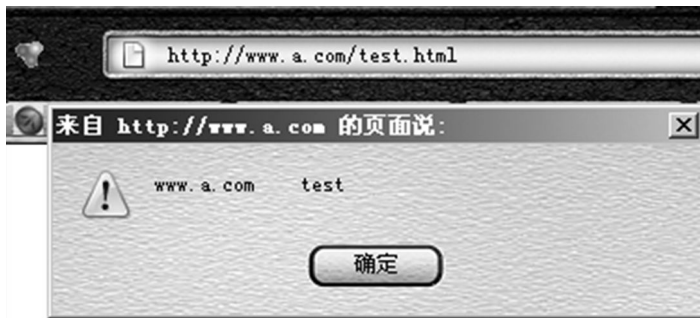 http://www.a.com/test.html
来自 http://www.a.com 的页面说:
www.a.com test
确定